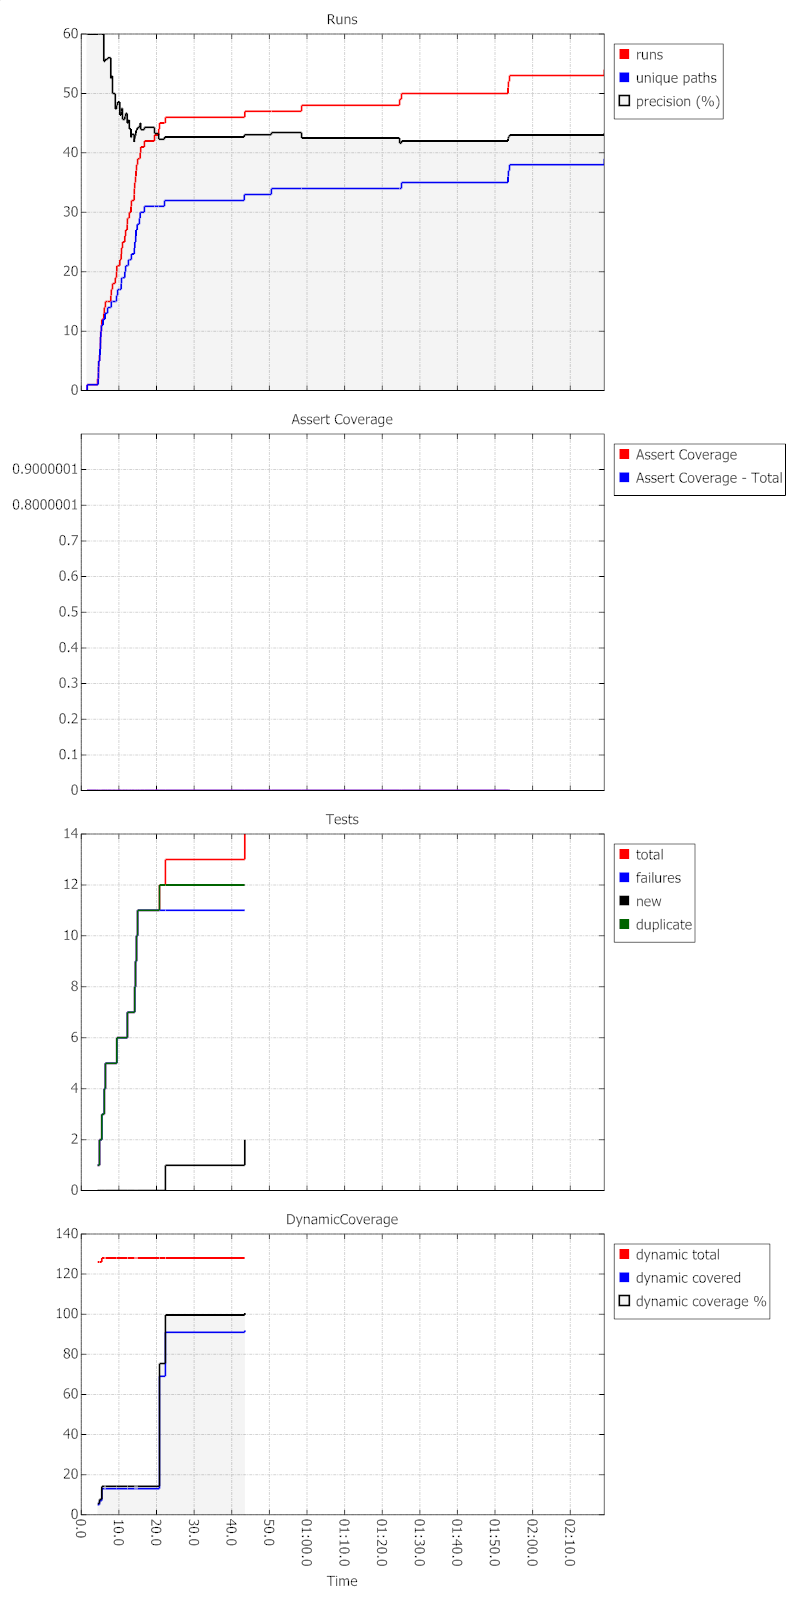 Runs
60
50
40
30
20
10
0
runs
unique paths
precision (%)
Assert Coverage
0.9000001
0.8000001
0.7
0.6
0.5
0.4
0.3
0.2
0.1
0
Assert Coverage
Assert Coverage - Total
Tests
14
12
10
8
6
4
2
0
total
failures
new
duplicate
DynamicCoverage
140
120
100
80
60
40
20
0
dynamic total
dynamic covered
dynamic coverage %
0.0
10.0
20.0
30.0
40.0
50.0
01:00.0
01:10.0
01:20.0
01:30.0
01:40.0
01:50.0
02:00.0
02:10.0
Time